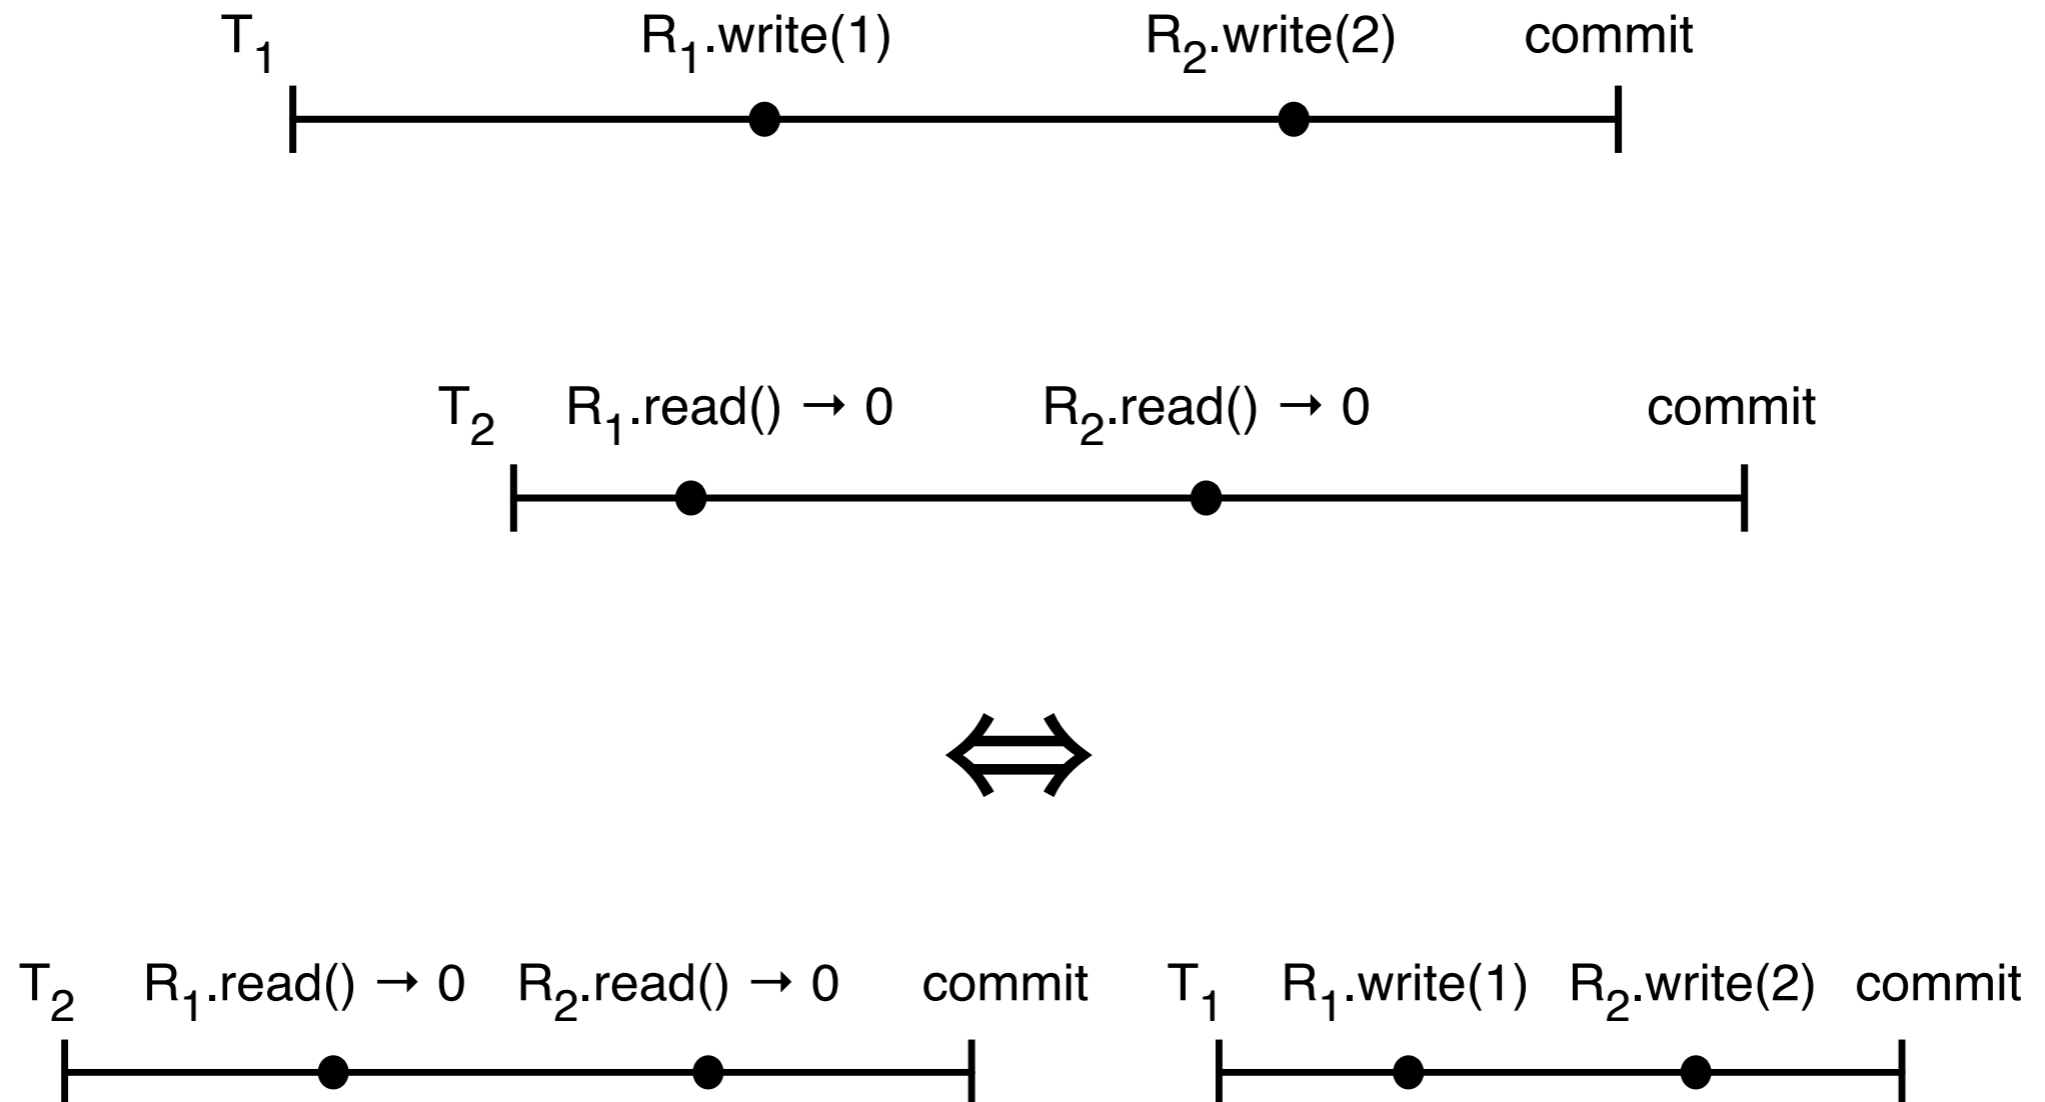 T₁ R₁.write(1) R₂.write(2) commit
T₂ R₁.read() → 0 R₂.read() → 0 commit
⇔
T₂ R₁.read() → 0 R₂.read() → 0 commit T₁ R₁.write(1) R₂.write(2) commit